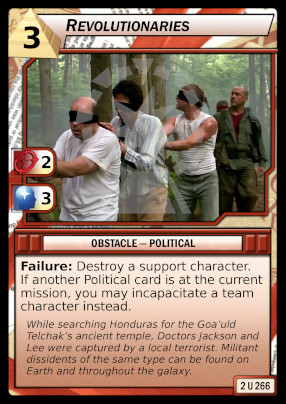 REVOLUTIONARIES
3
2
3
OBSTACLE – POLITICAL
Failure: Destroy a support character.
If another Political card is at the current
mission, you may incapacitate a team
character instead.
While searching Honduras for the Goa'uld
Telchak's ancient temple, Doctors Jackson and
Lee were captured by a local terrorist. Militant
dissidents of the same type can be found on
Earth and throughout the galaxy.
2 U 266